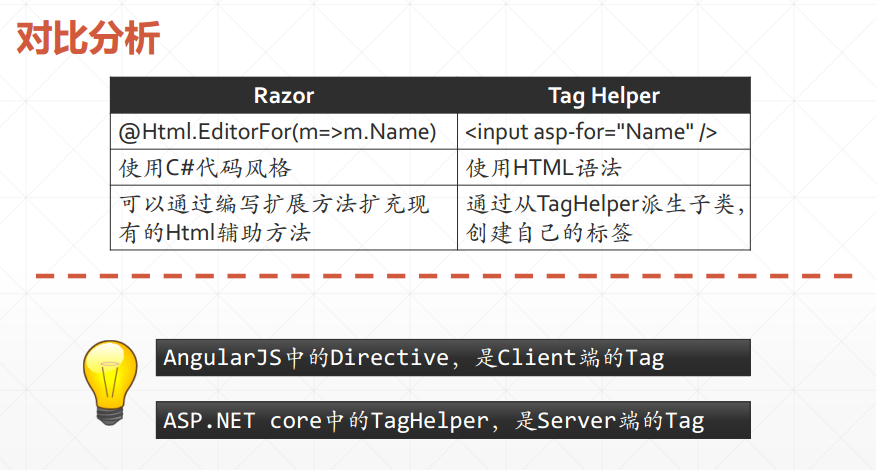 对比分析
Razor
Tag Helper
@Html.EditorFor(m=>m.Name)
<input asp-for="Name" />
使用C#代码风格
使用HTML语法
可以通过编写扩展方法扩充现
有的Html辅助方法
通过从TagHelper派生子类，
创建自己的标签
AngularJS中的Directive，是Client端的Tag
ASP.NET core中的TagHelper，是Server端的Tag